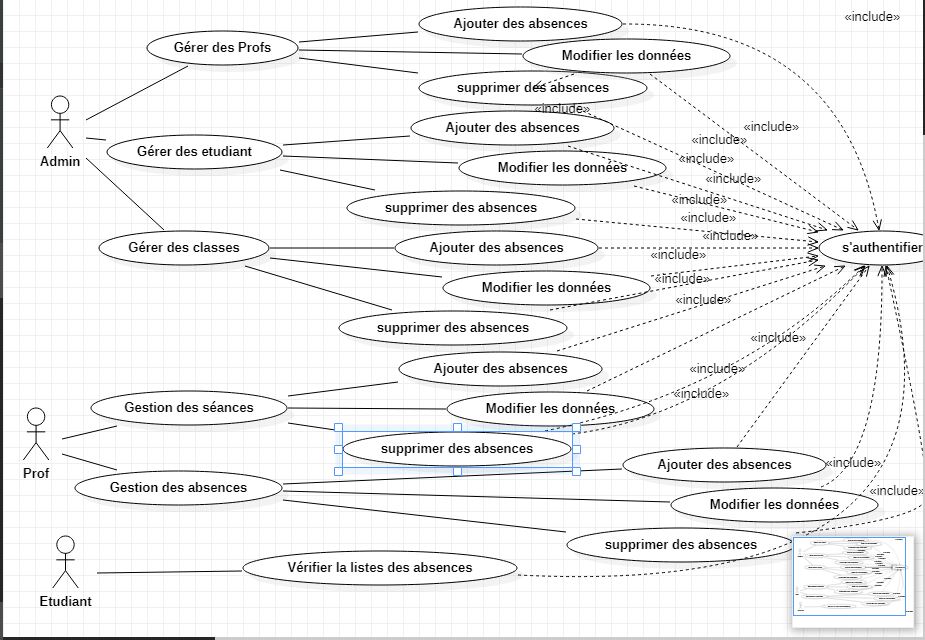 Ajouter des absences
«include»
Gérer des Profs
Modifier les données
supprimer des absences
«include»
Ajouter des absences
«include»
«include»
Admin
Gérer des etudiant
«include»
Modifier les données
«include»
supprimer des absences
«include»
«include»
Gérer des classes
Ajouter des absences
«include»
s'authentifier
«include»
Modifier les données
«include»
«include»
supprimer des absences
«include»
Ajouter des absences
«include»
«include»
Gestion des séances
Modifier les données
supprimer des absences
Prof
Ajouter des absences
«include»
Gestion des absences
«include»
Modifier les données
supprimer des absences
Vérifier la listes des absences
Etudiant